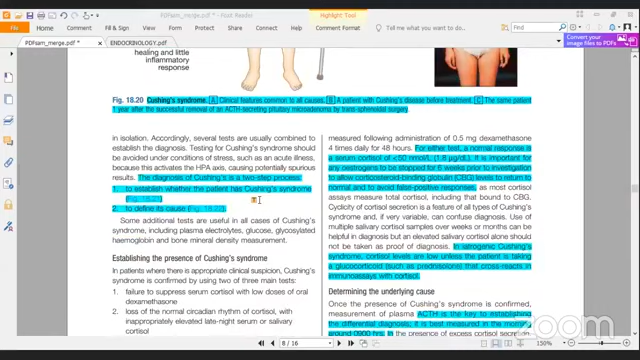 PDFsam_merge.pdf * - Foxit Reader
Highlight Tool
File
Home
Comment
View
Form
Protect
Share
Help
Comment Format
Tell me what you want to do...
Find
PDFsam_merge.pdf *
ENDOCRINOLOGY.pdf
Convert your image files to PDFs
healing and little
inflammatory
response
Fig. 18.20 Cushing's syndrome. A Clinical features common to all causes. B A patient with Cushing's disease before treatment. C The same patient
1 year after the successful removal of an ACTH-secreting pituitary microadenoma by trans-sphenoidal surgery.
in isolation. Accordingly, several tests are usually combined to
establish the diagnosis. Testing for Cushing's syndrome should
be avoided under conditions of stress, such as an acute illness,
because this activates the HPA axis, causing potentially spurious
results. The diagnosis of Cushing's is a two-step process:
1. to establish whether the patient has Cushing's syndrome
(Fig. 18.21)
2. to define its cause (Fig. 18.22).
Some additional tests are useful in all cases of Cushing's
syndrome, including plasma electrolytes, glucose, glycosylated
haemoglobin and bone mineral density measurement.
Establishing the presence of Cushing's syndrome
In patients where there is appropriate clinical suspicion, Cushing's
syndrome is confirmed by using two of three main tests:
1. failure to suppress serum cortisol with low doses of oral
dexamethasone
2. loss of the normal circadian rhythm of cortisol, with
inappropriately elevated late-night serum or salivary
cortisol
measured following administration of 0.5 mg dexamethasone
4 times daily for 48 hours. For either test, a normal response is
a serum cortisol of <50 nmol/L (1.8 μg/dL). It is important for
any oestrogens to be stopped for 6 weeks prior to investigation
to allow corticosteroid-binding globulin (CBG) levels to return to
normal and to avoid false-positive responses, as most cortisol
assays measure total cortisol, including that bound to CBG.
Cyclicity of cortisol secretion is a feature of all types of Cushing's
syndrome and, if very variable, can confuse diagnosis. Use
of multiple salivary cortisol samples over weeks or months can
be helpful in diagnosis but an elevated salivary cortisol alone should
not be taken as proof of diagnosis. In iatrogenic Cushing's
syndrome, cortisol levels are low unless the patient is taking
a glucocorticoid (such as prednisolone) that cross-reacts in
immunoassays with cortisol.
Determining the underlying cause
Once the presence of Cushing's syndrome is confirmed,
measurement of plasma ACTH is the key to establishing
the differential diagnosis; it is best measured in the morning
around 0900 hrs. In the presence of excess cortisol
zoom
8 / 16
150%